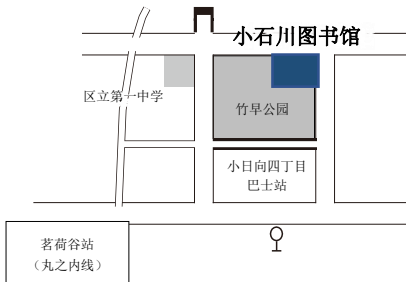 小石川图书馆
区立第一中学
竹早公园
小日向四丁目
巴士站
茗荷谷站
（丸之内线）